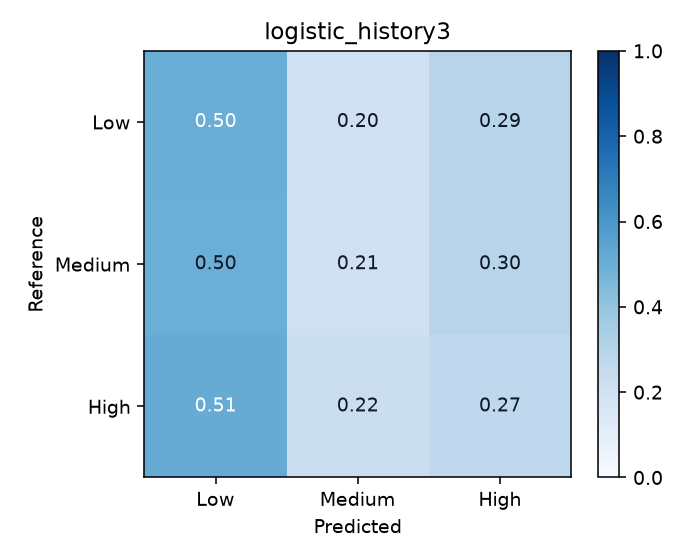 logistic_history3
1.0
Low 0.50 0.20 0.29
0.8
0.6
Reference
Medium 0.50 0.21 0.30
0.4
High 0.51 0.22 0.27
0.2
0.0
Low Medium High
Predicted